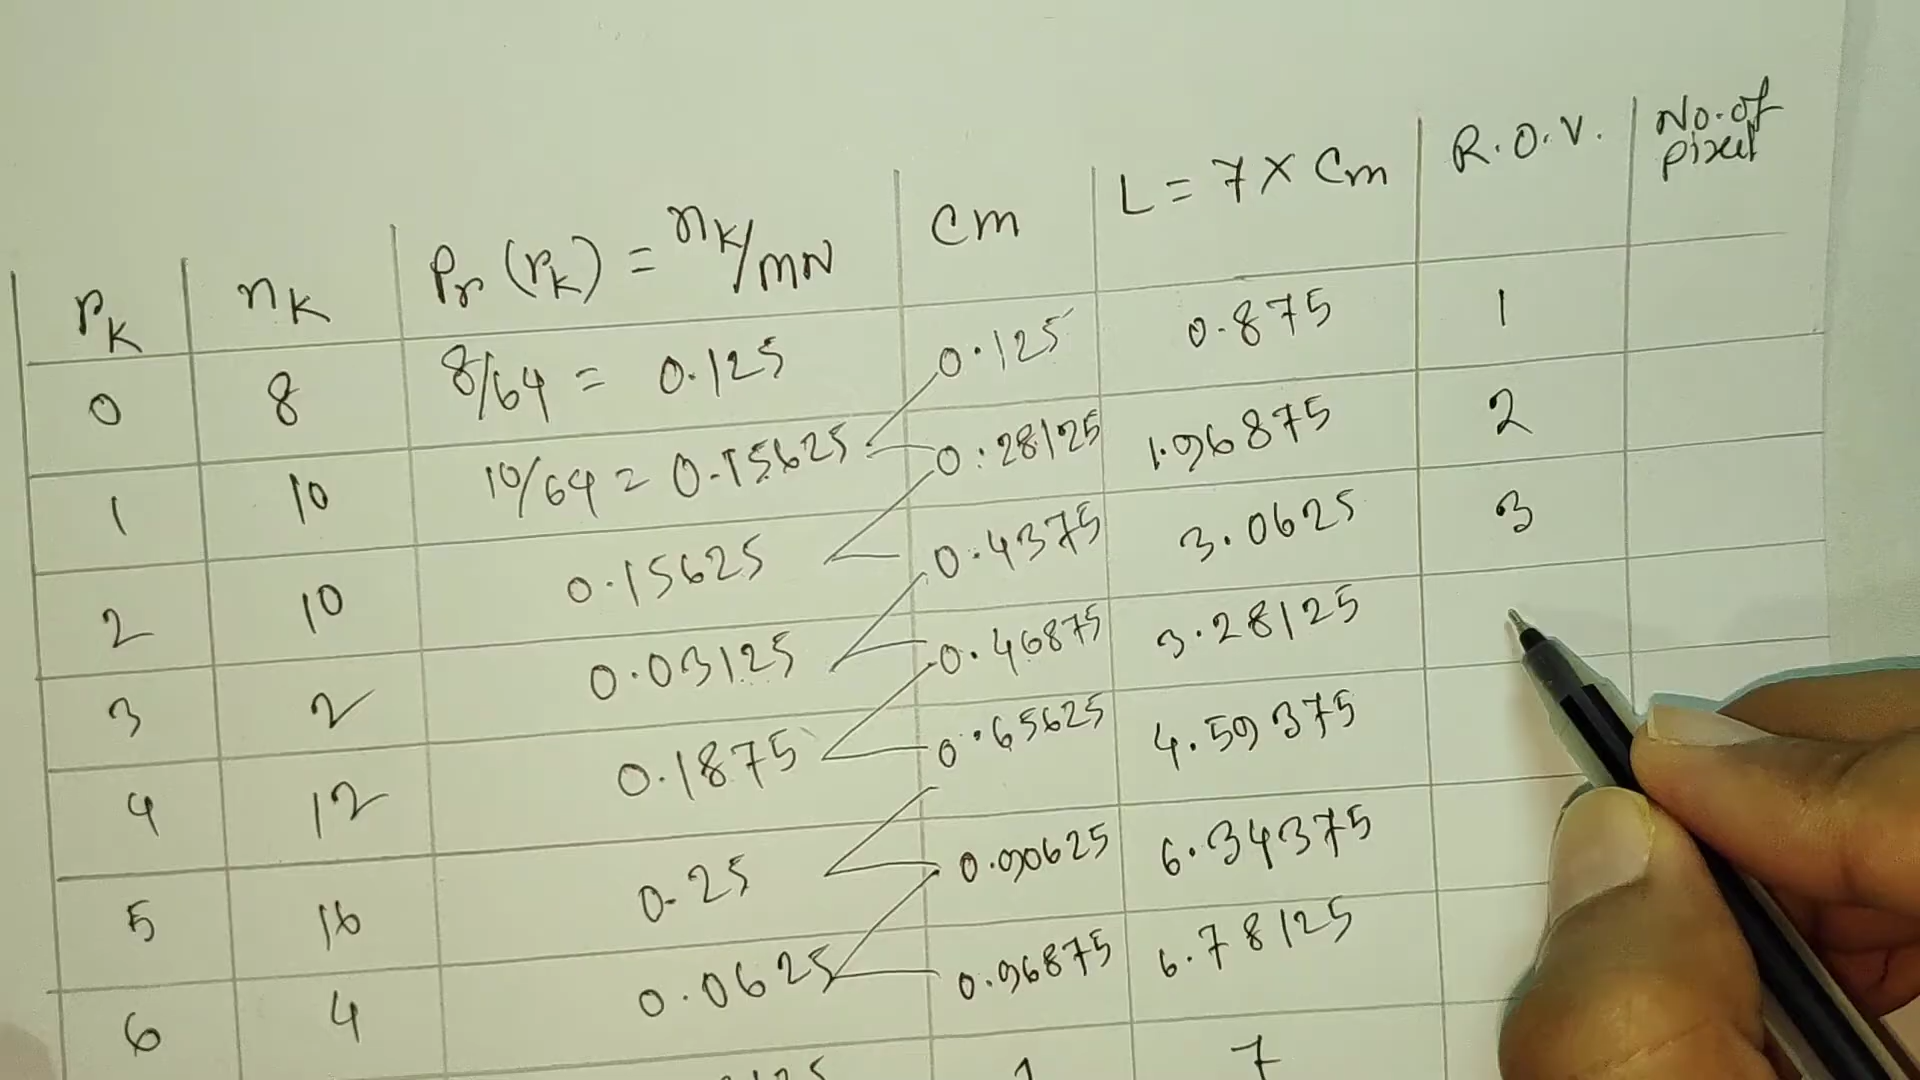 rk | nk | Pr (rk) = nk/MN | Cm | L = 7 X Cm | R.O.V. | No. of pixel
0 | 8 | 8/64 = 0.125 | 0.125 | 0.875 | 1
1 | 10 | 10/64 = 0.15625 | 0.28125 | 1.96875 | 2
2 | 10 | 0.15625 | 0.4375 | 3.0625 | 3
3 | 2 | 0.03125 | 0.46875 | 3.28125
4 | 12 | 0.1875 | 0.65625 | 4.59375
5 | 16 | 0.25 | 0.90625 | 6.34375
6 | 4 | 0.0625 | 0.96875 | 6.78125
1 | 7